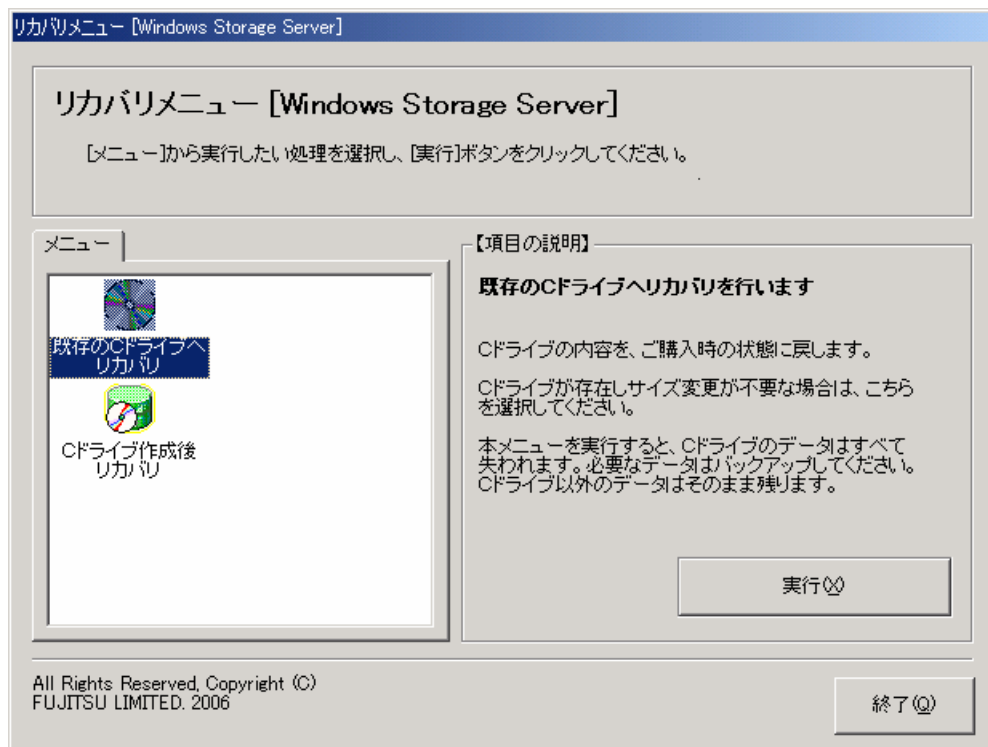 リカバリメニュー [Windows Storage Server]
リカバリメニュー [Windows Storage Server]
[メニュー]から実行したい処理を選択し、[実行]ボタンをクリックしてください。
メニュー
既存のCドライブへ
リカバリ
Cドライブ作成後
リカバリ
【項目の説明】
既存のCドライブへリカバリを行います
Cドライブの内容を、ご購入時の状態に戻します。
Cドライブが存在しサイズ変更が不要な場合は、こちら
を選択してください。
本メニューを実行すると、Cドライブのデータはすべて
失われます。必要なデータはバックアップしてください。
Cドライブ以外のデータはそのまま残ります。
実行(X)
All Rights Reserved, Copyright (C)
FUJITSU LIMITED. 2006
終了(Q)